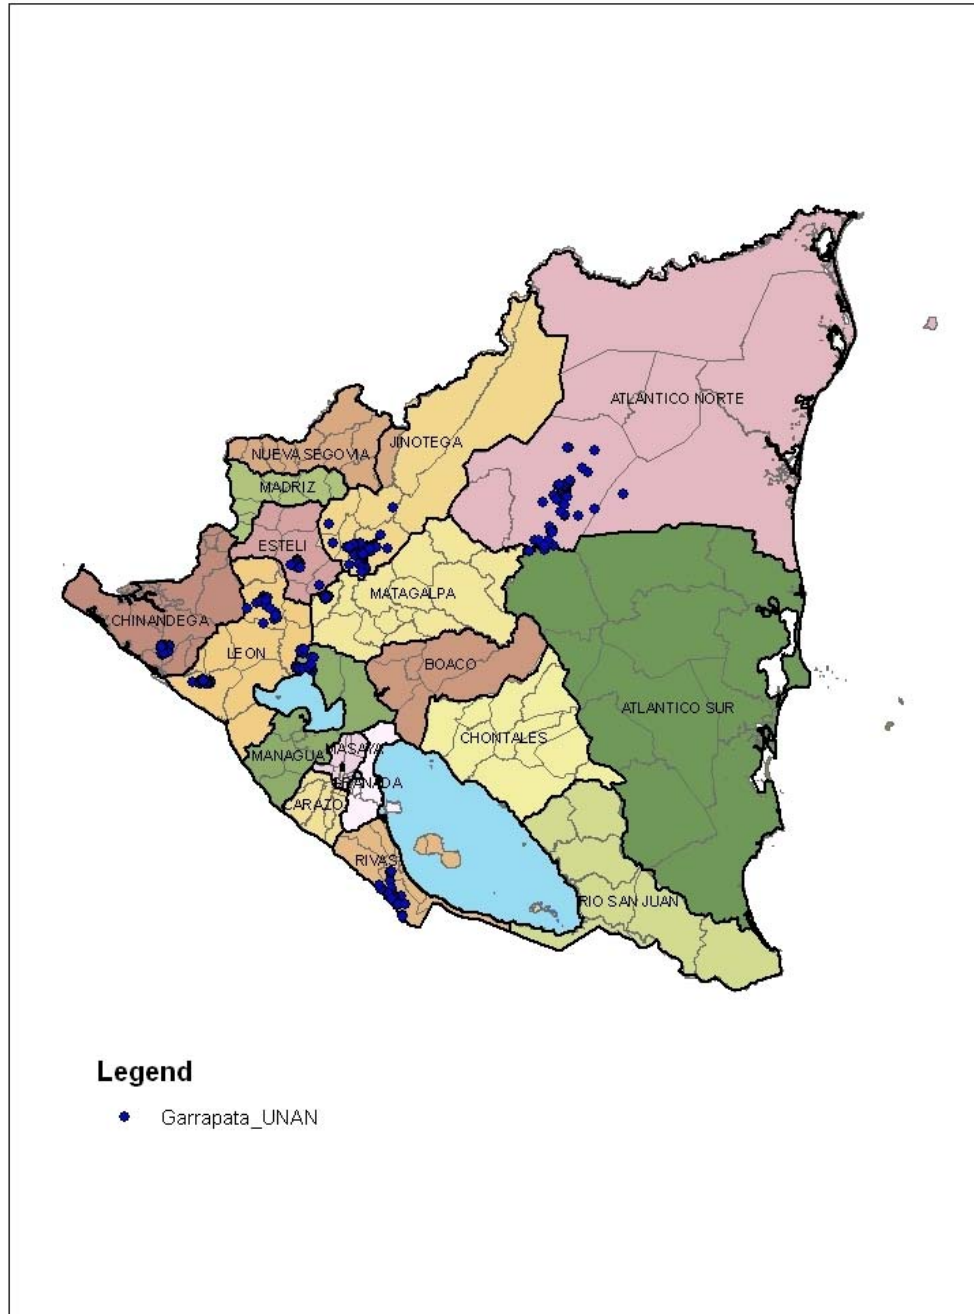 ATLANTICO NORTE
JINOTEGA
NUEVA SEGOVIA
MADRIZ
ESTELI
MATAGALPA
CHINANDEGA
LEON
BOACO
ATLANTICO SUR
CHONTALES
MANAGUA
MASAYA
GRANADA
CARAZO
RIVAS
RIO SAN JUAN
Legend
Garrapata_UNAN